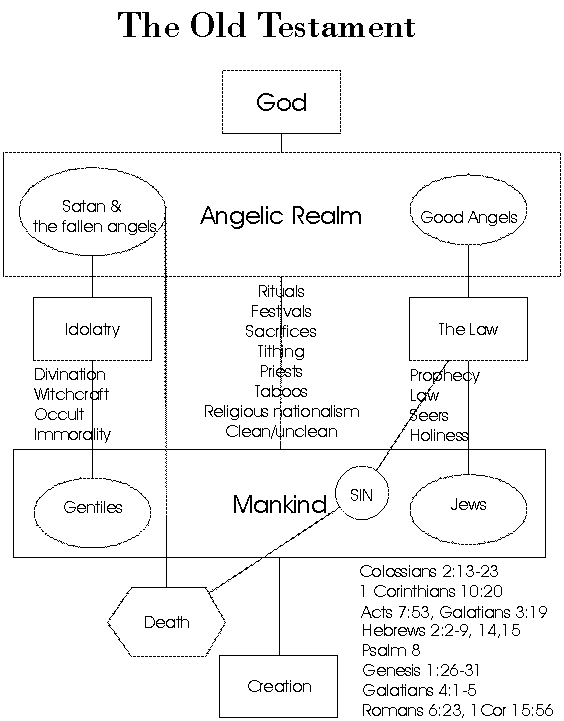 The Old Testament
God
Satan &
the fallen angels
Angelic Realm
Good Angels
Idolatry
Rituals
Festivals
Sacrifices
Tithing
Priests
Taboos
Religious nationalism
Clean/unclean
The Law
Divination
Witchcraft
Occult
Immorality
Prophecy
Law
Seers
Holiness
Gentiles
Mankind
SIN
Jews
Death
Creation
Colossians 2:13-23
1 Corinthians 10:20
Acts 7:53, Galatians 3:19
Hebrews 2:2-9, 14,15
Psalm 8
Genesis 1:26-31
Galatians 4:1-5
Romans 6:23, 1Cor 15:56